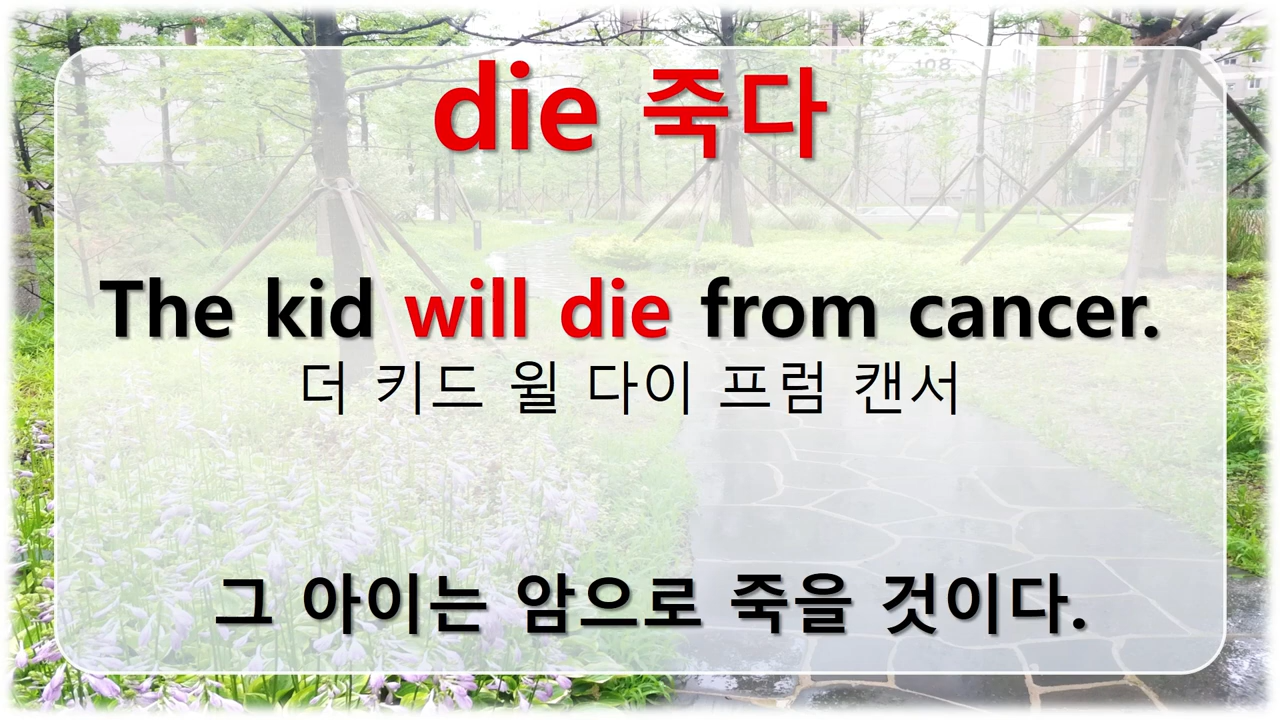 die 죽다
The kid will die from cancer.
더 키드 윌 다이 프럼 캔서
그 아이는 암으로 죽을 것이다.
108